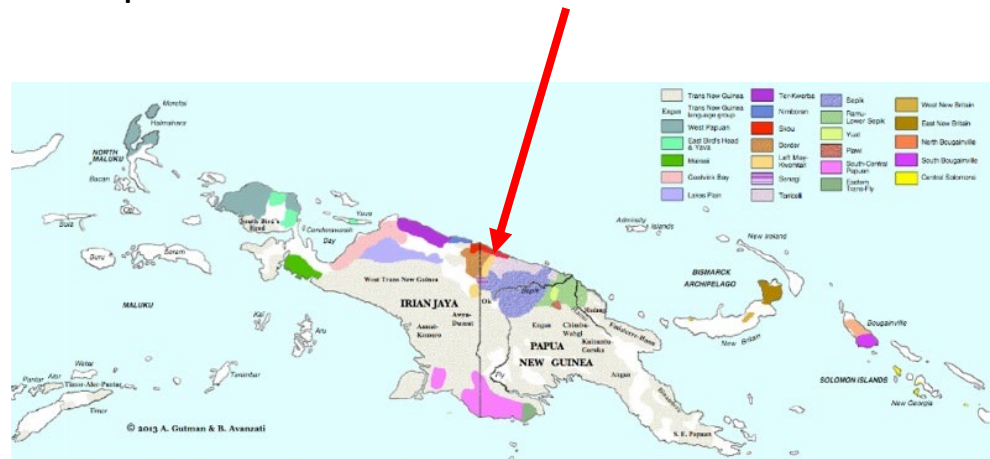 Morotai
Halmahera
NORTH
MALUKU
Bacan
Obi
Sula
Buru
Seram
MALUKU
Kai
Aru
Tanimbar
Wetar
Pantar
Alor
Timor-Alor-Pantar
Timor
South Bird's
Head
Yava
Cenderawasih
Bay
West Trans New Guinea
IRIAN JAYA
Asmat-
Kamoro
Awyu-
Dumut
Ok
Sepik
Engan
Chimbu-
Wahgi
Madang
Finisterre-Huon
Kainantu-
Goroka
PAPUA
NEW GUINEA
Angan
Fly
S. E. Papuan
Admiralty
Islands
New Ireland
BISMARCK
ARCHIPELAGO
New Britain
Bougainville
SOLOMON ISLANDS
New Georgia
Trans New Guinea
Engan Trans New Guinea
language group
West Papuan
East Bird's Head
& Yava
Mairasi
Geelvink Bay
Lakes Plain
Tor-Kwerba
Nimboran
Skou
Border
Left May-
Kwomtari
Senagi
Torricelli
Sepik
Ramu-
Lower Sepik
Yuat
Piawi
South-Central
Papuan
Eastern
Trans-Fly
West New Britain
East New Britain
North Bougainville
South Bougainville
Central Solomons
© 2013 A. Gutman & B. Avanzati